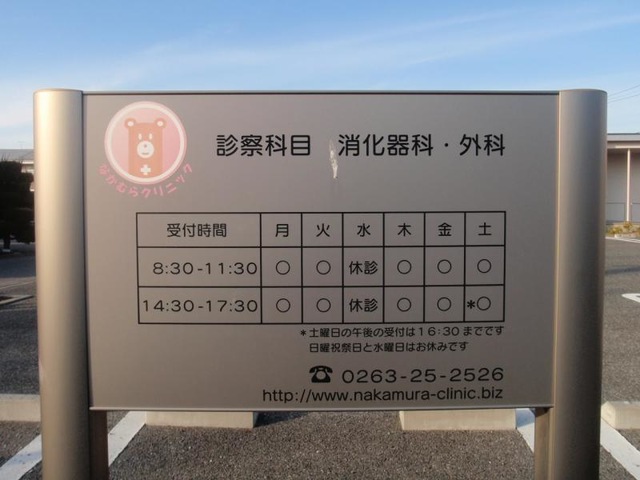 なかむらクリニック
診察科目 消化器科・外科
受付時間 月 火 水 木 金 土
8:30-11:30 ○ ○ 休診 ○ ○ ○
14:30-17:30 ○ ○ 休診 ○ ○ *○
*土曜日の午後の受付は16:30までです
日曜祝祭日と水曜日はお休みです
☎ 0263-25-2526
http://www.nakamura-clinic.biz